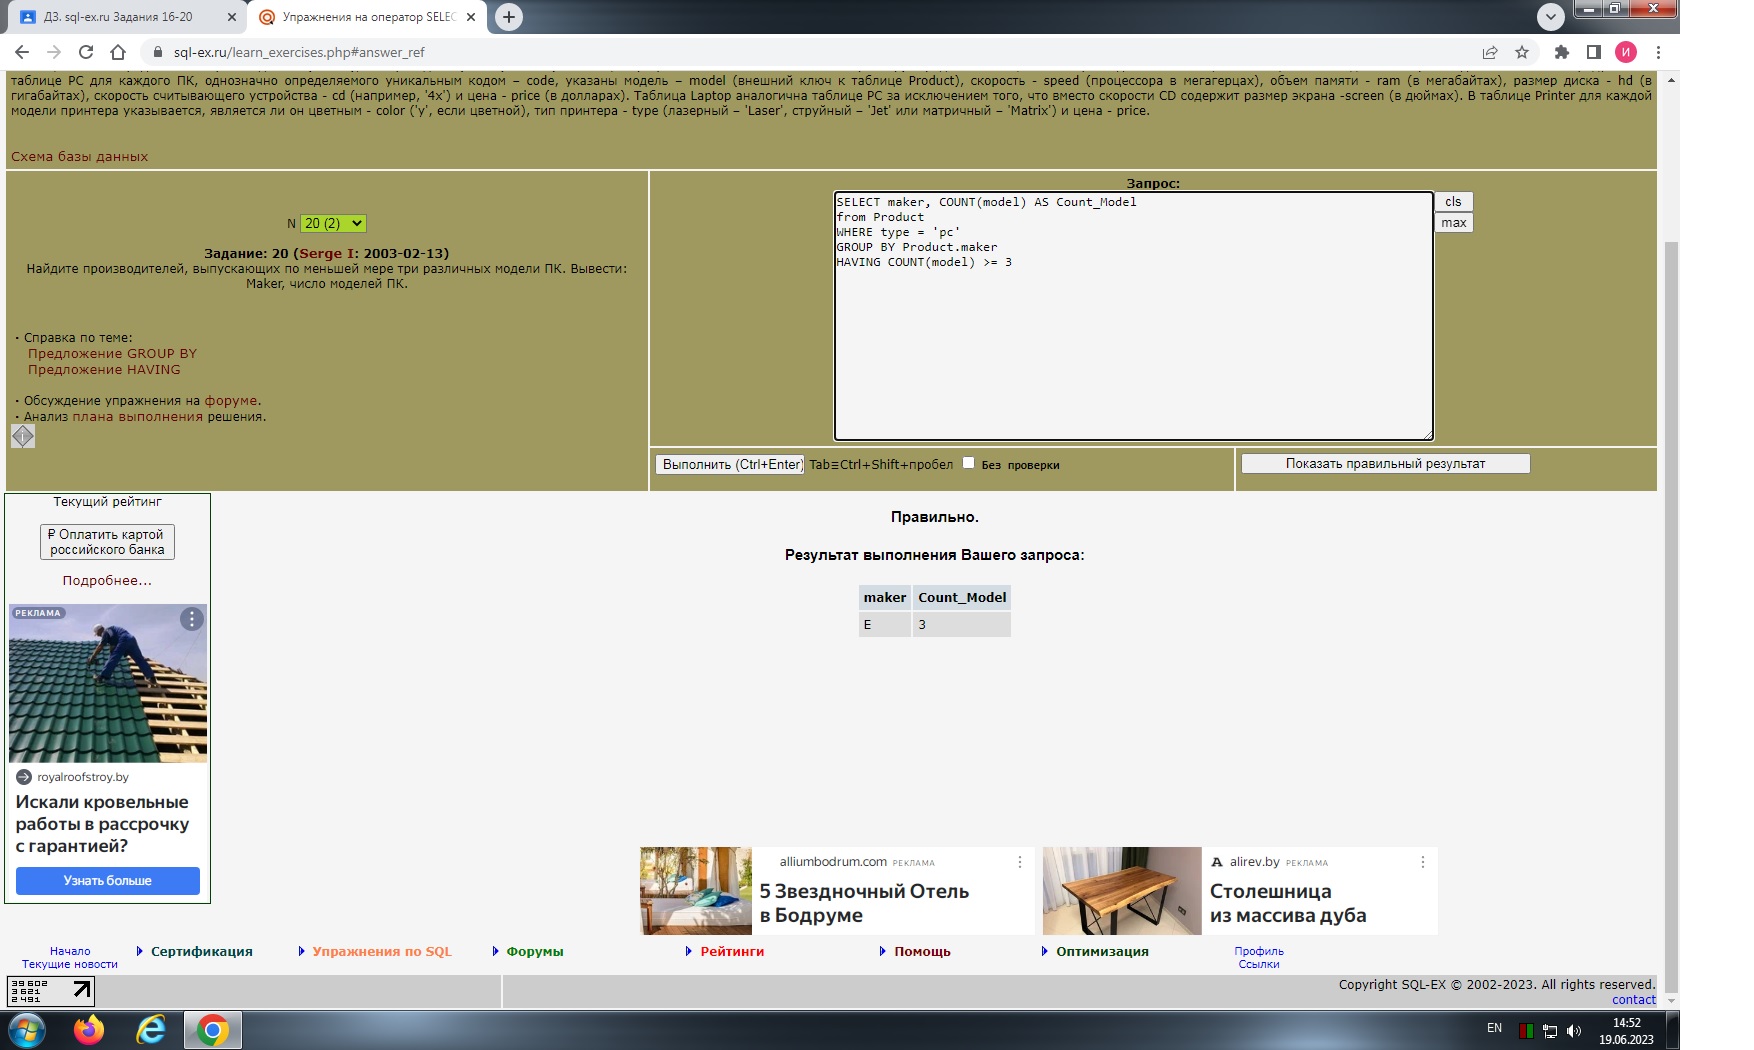 ДЗ. sql-ex.ru Задания 16-20
Упражнения на оператор SELEC
sql-ex.ru/learn_exercises.php#answer_ref
И
таблице PC для каждого ПК, однозначно определяемого уникальным кодом – code, указаны модель – model (внешний ключ к таблице Product), скорость - speed (процессора в мегагерцах), объем памяти - ram (в мегабайтах), размер диска - hd (в
гигабайтах), скорость считывающего устройства - cd (например, '4x') и цена - price (в долларах). Таблица Laptop аналогична таблице РС за исключением того, что вместо скорости CD содержит размер экрана -screen (в дюймах). В таблице Printer для каждой
модели принтера указывается, является ли он цветным - color ('y', если цветной), тип принтера - type (лазерный – 'Laser', струйный – 'Jet' или матричный – 'Matrix') и цена - price.
Схема базы данных
N 20 (2)
Задание: 20 (Serge I: 2003-02-13)
Найдите производителей, выпускающих по меньшей мере три различных модели ПК. Вывести:
Maker, число моделей ПК.
• Справка по теме:
Предложение GROUP BY
Предложение HAVING
• Обсуждение упражнения на форуме.
• Анализ плана выполнения решения.
Запрос:
SELECT maker, COUNT(model) AS Count_Model
from Product
WHERE type = 'pc'
GROUP BY Product.maker
HAVING COUNT(model) >= 3
cls
max
Выполнить (Ctrl+Enter) Tab≡Ctrl+Shift+пробел Без проверки
Показать правильный результат
Текущий рейтинг
₽ Оплатить картой
российского банка
Подробнее...
РЕКЛАМА
royalroofstroy.by
Искали кровельные
работы в рассрочку
с гарантией?
Узнать больше
Правильно.
Результат выполнения Вашего запроса:
maker Count_Model
E 3
alliumbodrum.com РЕКЛАМА
5 Звездночный Отель
в Бодруме
A alirev.by РЕКЛАМА
Столешница
из массива дуба
Начало
Текущие новости
Сертификация
Упражнения по SQL
Форумы
Рейтинги
Помощь
Оптимизация
Профиль
Ссылки
39 602
3 621
2 491
Copyright SQL-EX © 2002-2023. All rights reserved.
contact
EN
14:52
19.06.2023